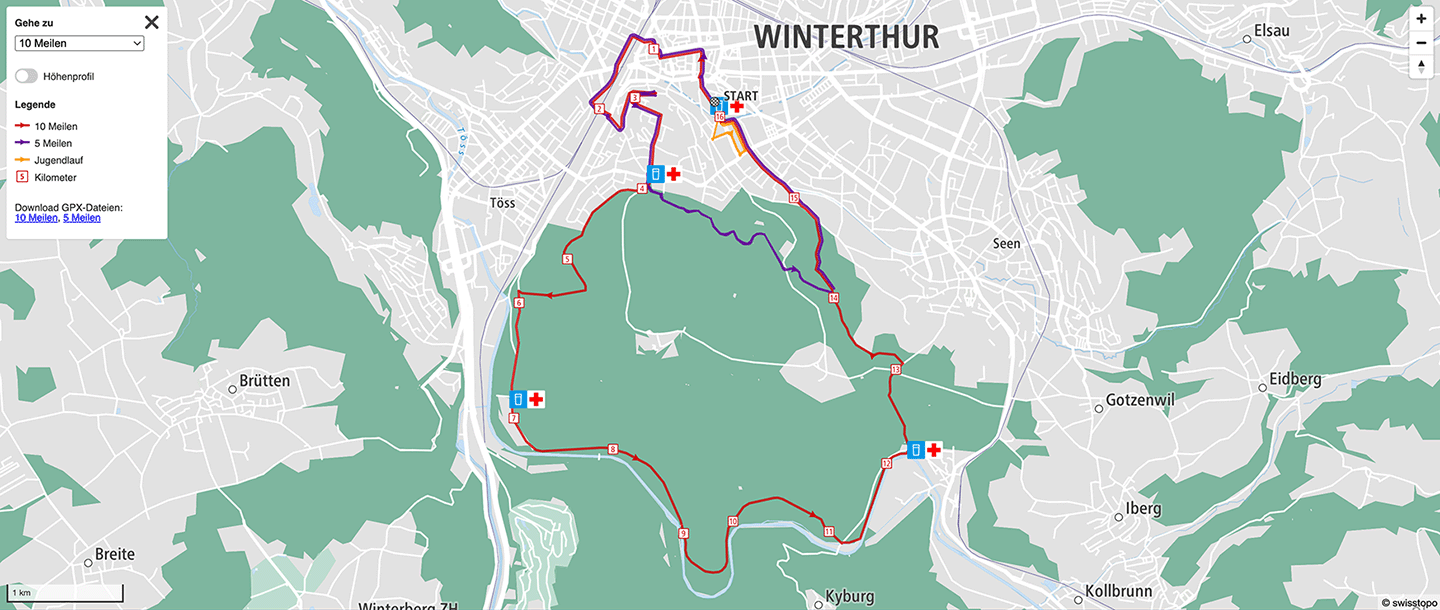 Gehe zu
10 Meilen
Höhenprofil
Legende
10 Meilen
5 Meilen
Jugendlauf
5 Kilometer
Download GPX-Dateien:
10 Meilen, 5 Meilen
1 km
WINTERTHUR
Elsau
START
Töss
Töss
Seen
Brütten
Eidberg
Gotzenwil
Iberg
Breite
Winterberg ZH
Kyburg
Kollbrunn
1
2
3
4
5
6
7
8
9
10
11
12
13
14
15
16
+
−
© swisstopo